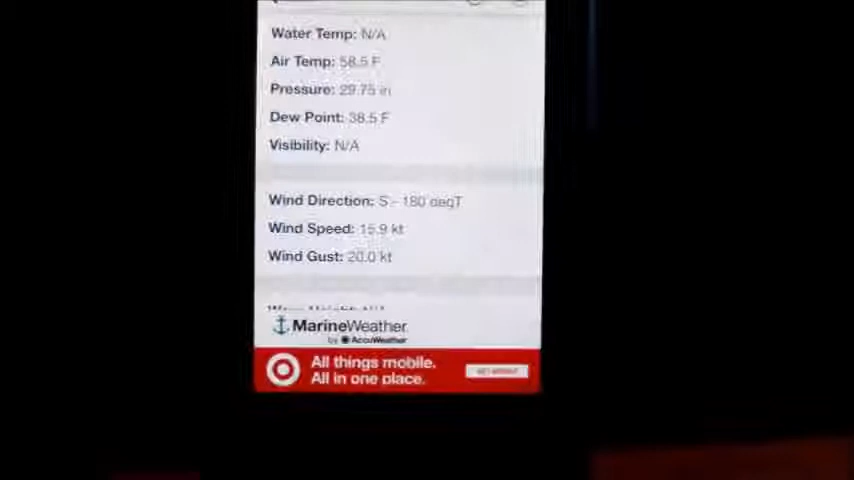 Water Temp: N/A
Air Temp: 58.5 F
Pressure: 29.75 in
Dew Point: 38.5 F
Visibility: N/A
Wind Direction: S - 180 degT
Wind Speed: 15.9 kt
Wind Gust: 20.0 kt
MarineWeather
by AccuWeather
All things mobile.
All in one place.